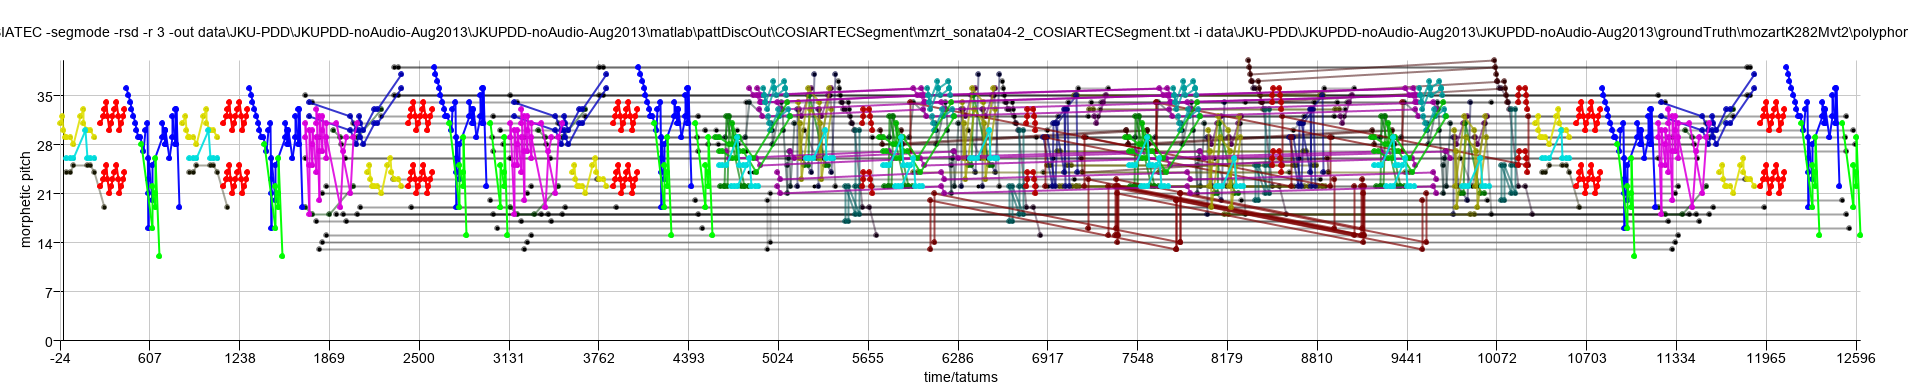 SIATEC -segmode -rsd -r 3 -out data\JKU-PDD\JKUPDD-noAudio-Aug2013\JKUPDD-noAudio-Aug2013\matlab\pattDiscOut\COSIARTECSegment\mzrt_sonata04-2_COSIARTECSegment.txt -i data\JKU-PDD\JKUPDD-noAudio-Aug2013\JKUPDD-noAudio-Aug2013\groundTruth\mozartK282Mvt2\polyphor
morphetic pitch
35
28
21
14
7
0
-24 607 1238 1869 2500 3131 3762 4393 5024 5655 6286 6917 7548 8179 8810 9441 10072 10703 11334 11965 12596
time/tatums